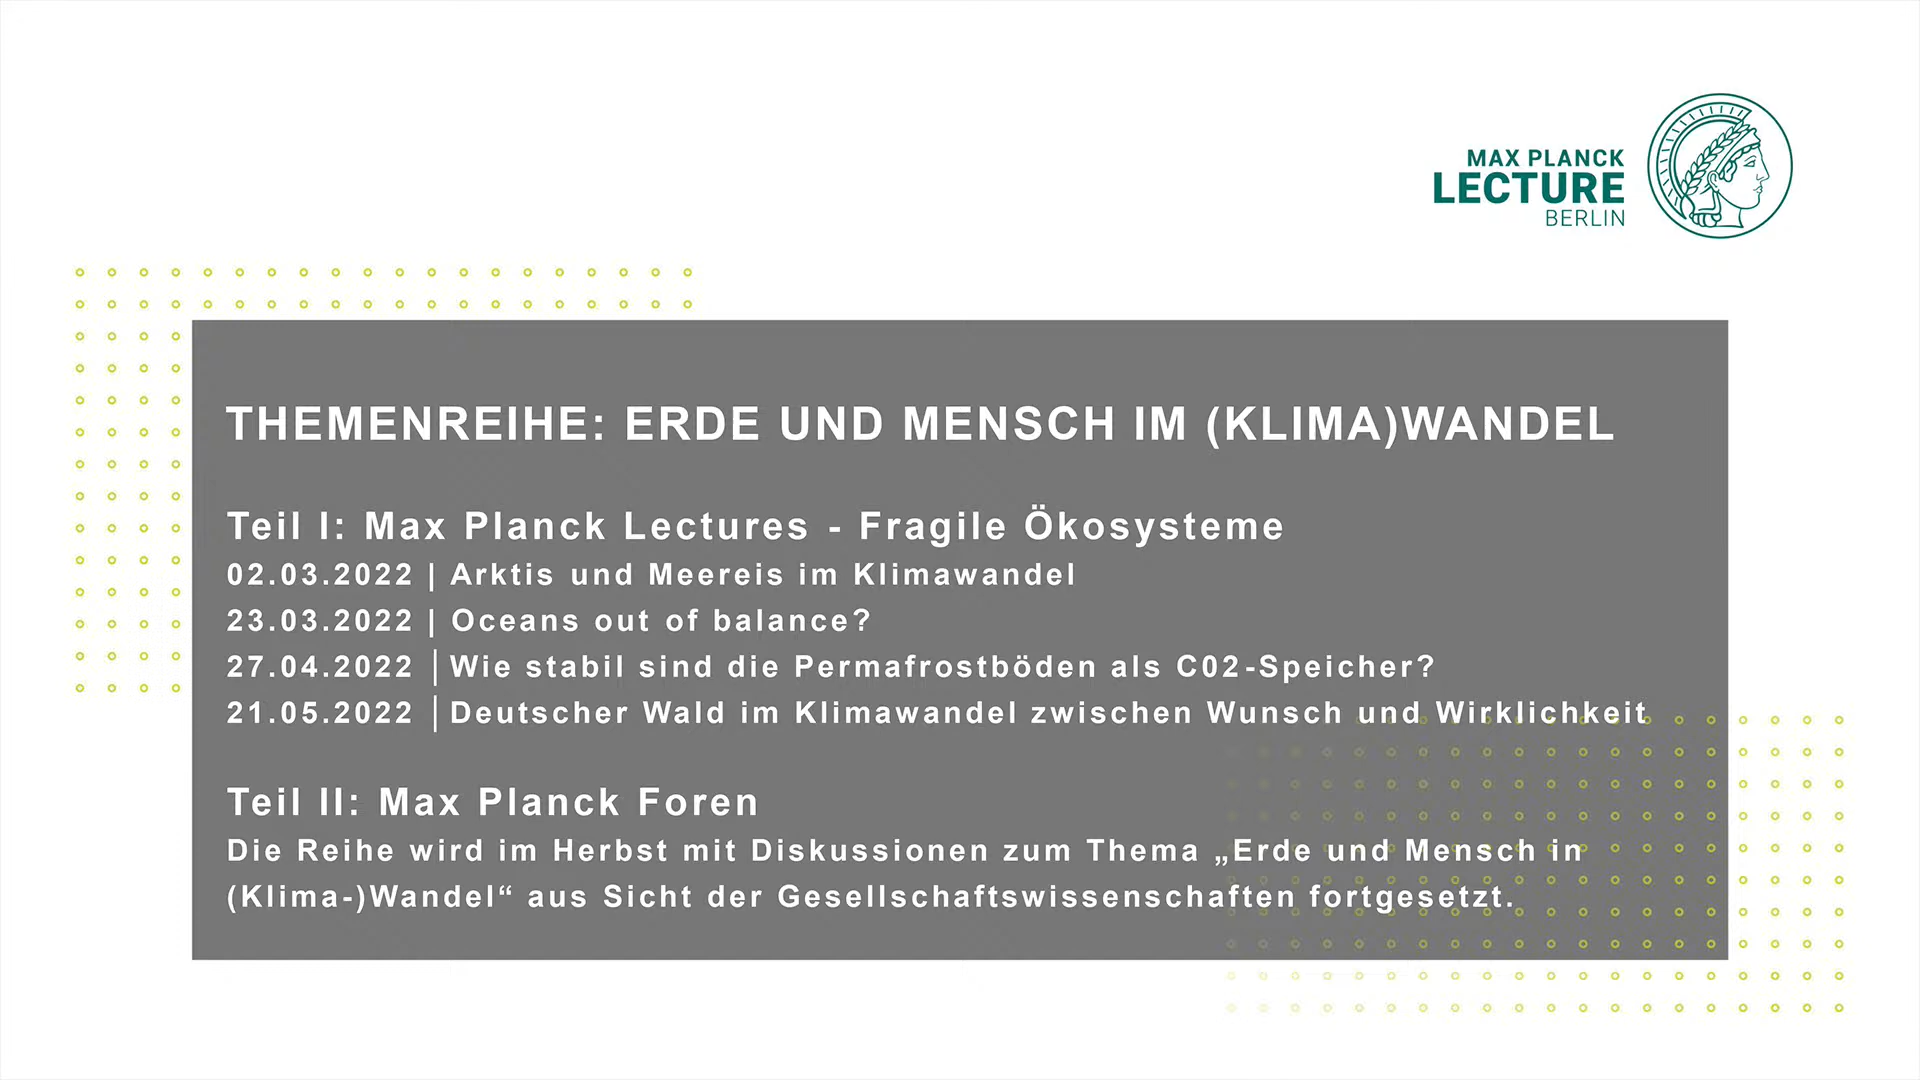 MAX PLANCK
LECTURE
BERLIN
THEMENREIHE: ERDE UND MENSCH IM (KLIMA)WANDEL
Teil I: Max Planck Lectures - Fragile Ökosysteme
02.03.2022 | Arktis und Meereis im Klimawandel
23.03.2022 | Oceans out of balance?
27.04.2022 | Wie stabil sind die Permafrostböden als C02-Speicher?
21.05.2022 | Deutscher Wald im Klimawandel zwischen Wunsch und Wirklichkeit
Teil II: Max Planck Foren
Die Reihe wird im Herbst mit Diskussionen zum Thema „Erde und Mensch in
(Klima-)Wandel“ aus Sicht der Gesellschaftswissenschaften fortgesetzt.